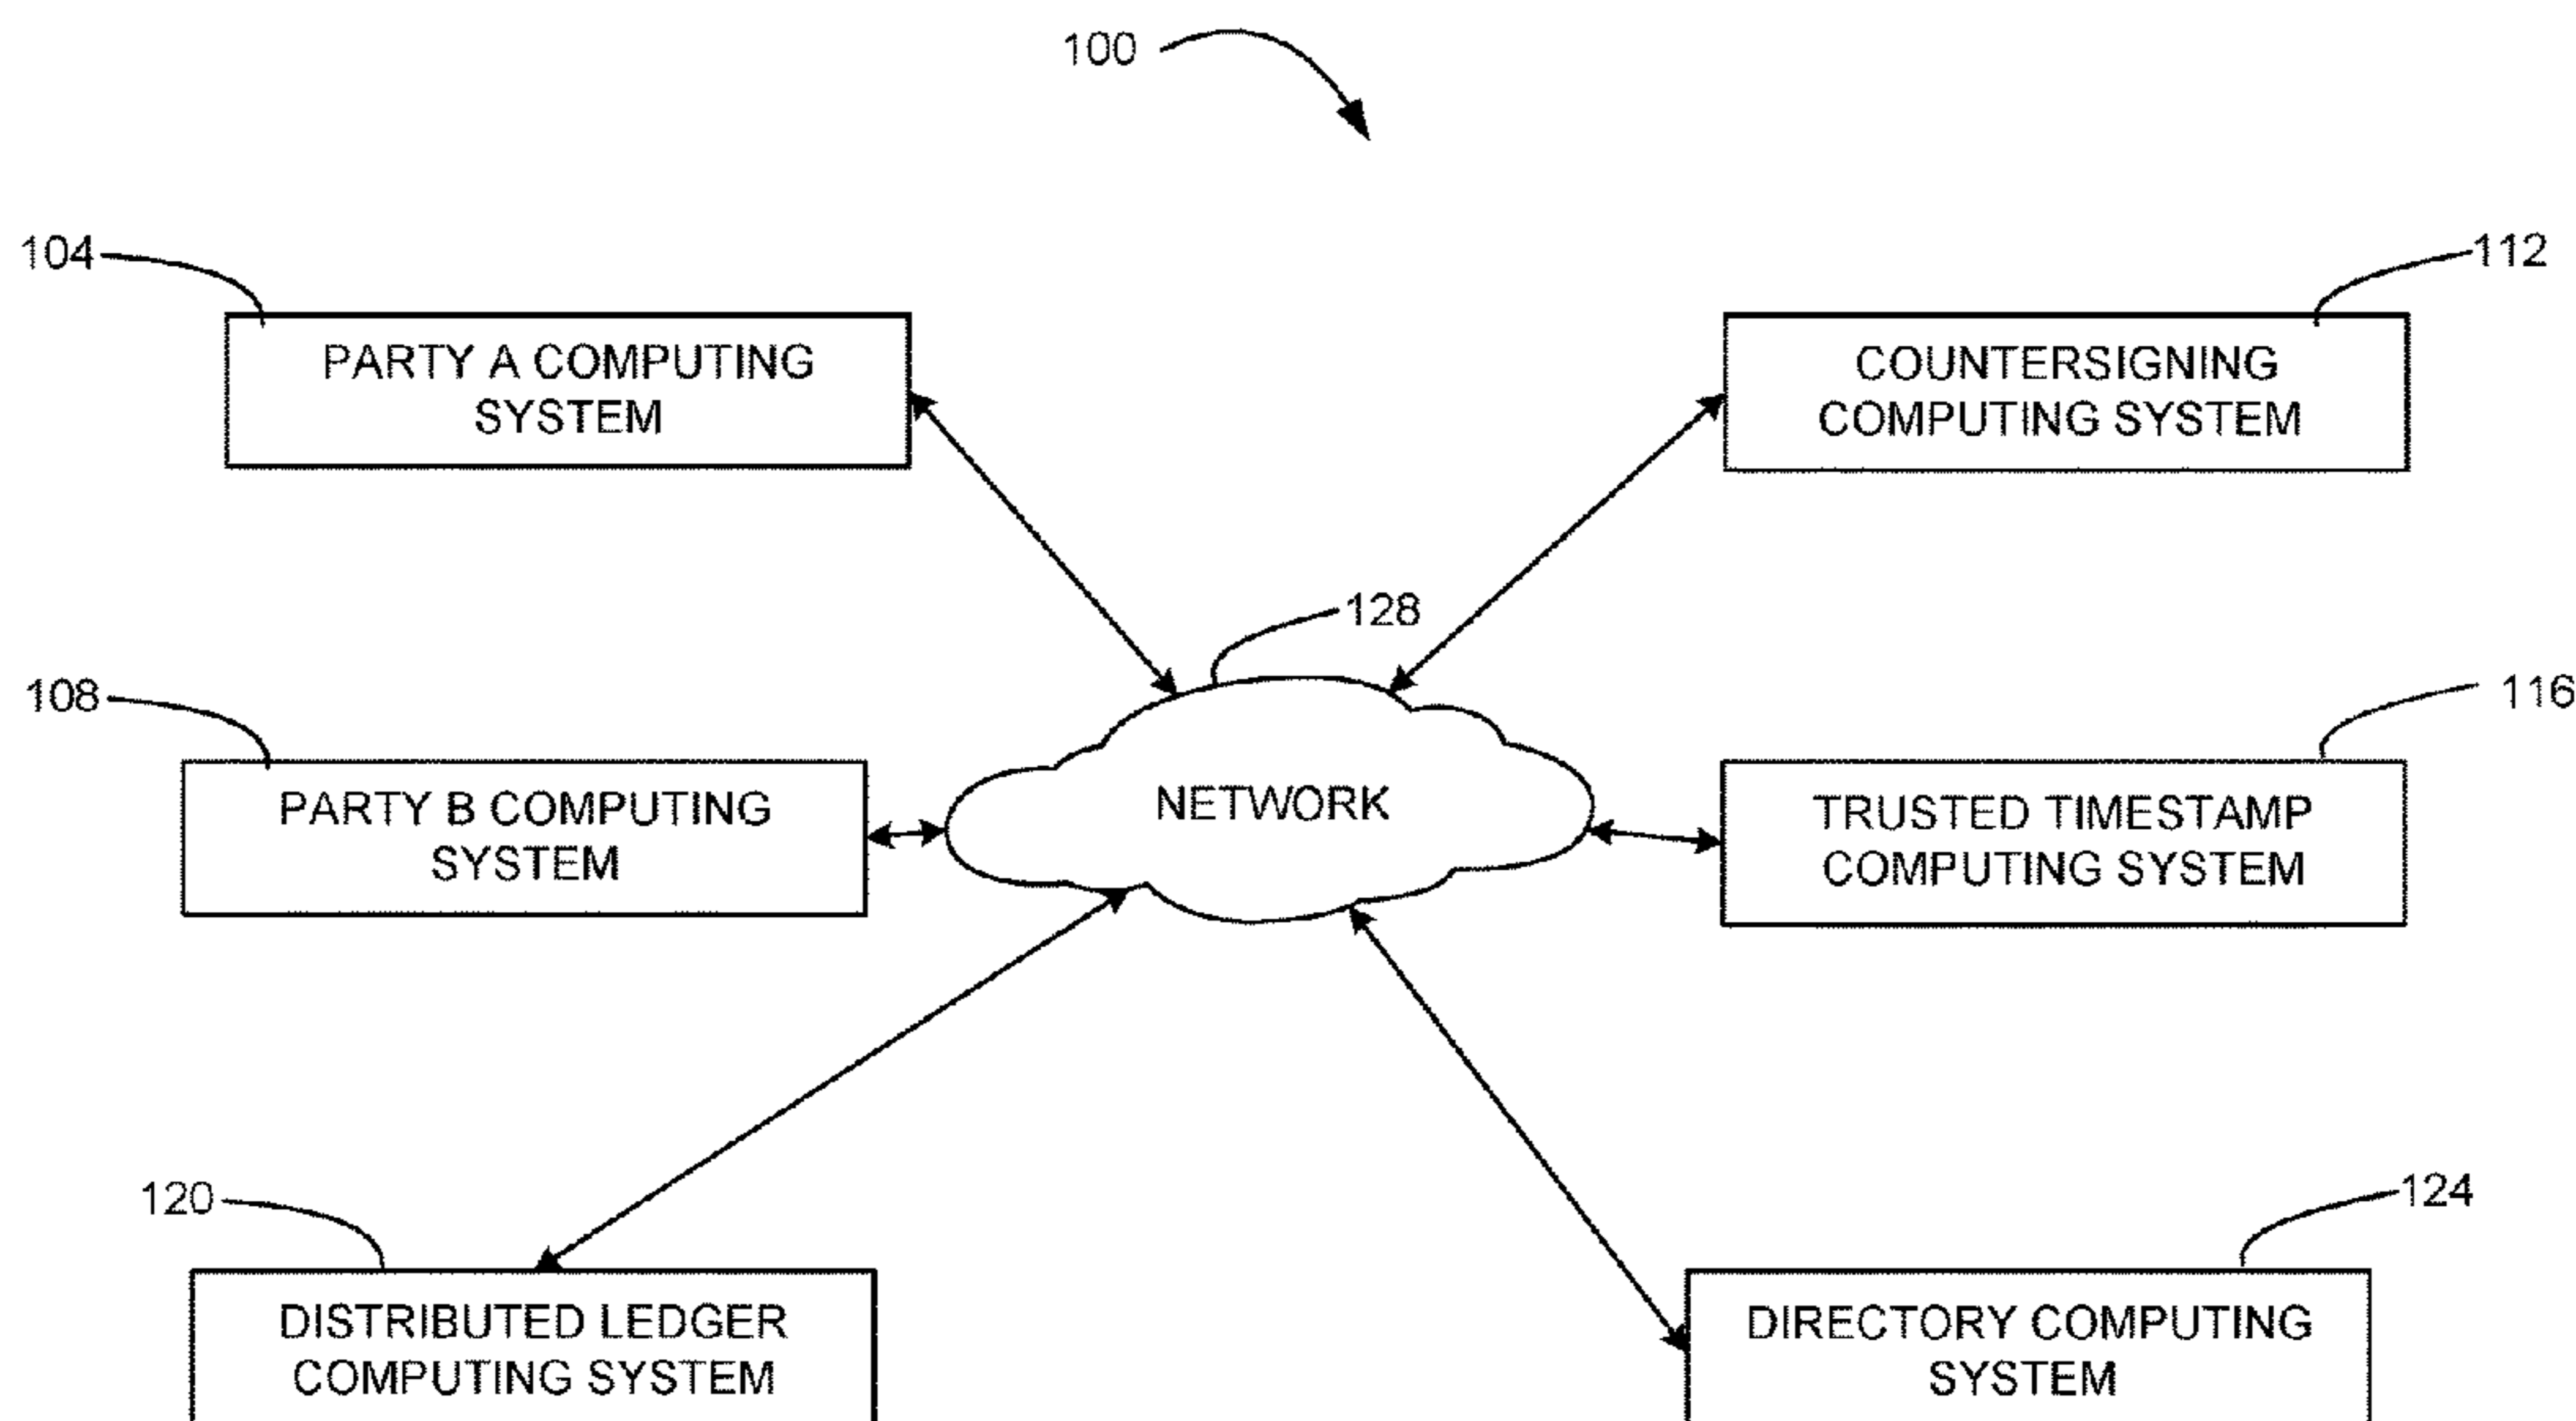 100
104
112
PARTY A COMPUTING
SYSTEM
COUNTERSIGNING
COMPUTING SYSTEM
128
108
116
PARTY B COMPUTING
SYSTEM
NETWORK
TRUSTED TIMESTAMP
COMPUTING SYSTEM
120
124
DISTRIBUTED LEDGER
COMPUTING SYSTEM
DIRECTORY COMPUTING
SYSTEM